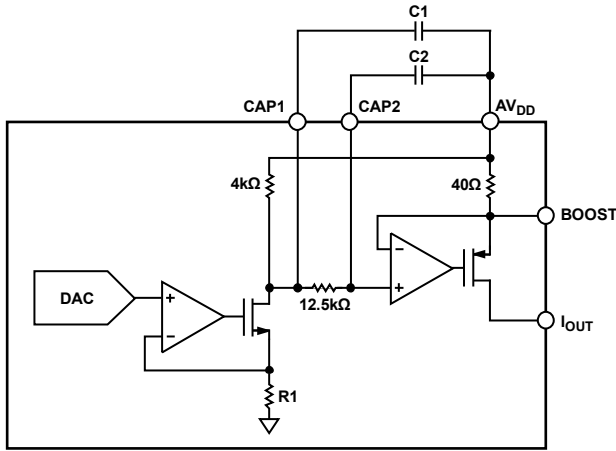 C1
C2
CAP1
CAP2
AVDD
4kΩ
40Ω
BOOST
DAC
+
−
12.5kΩ
−
+
IOUT
R1